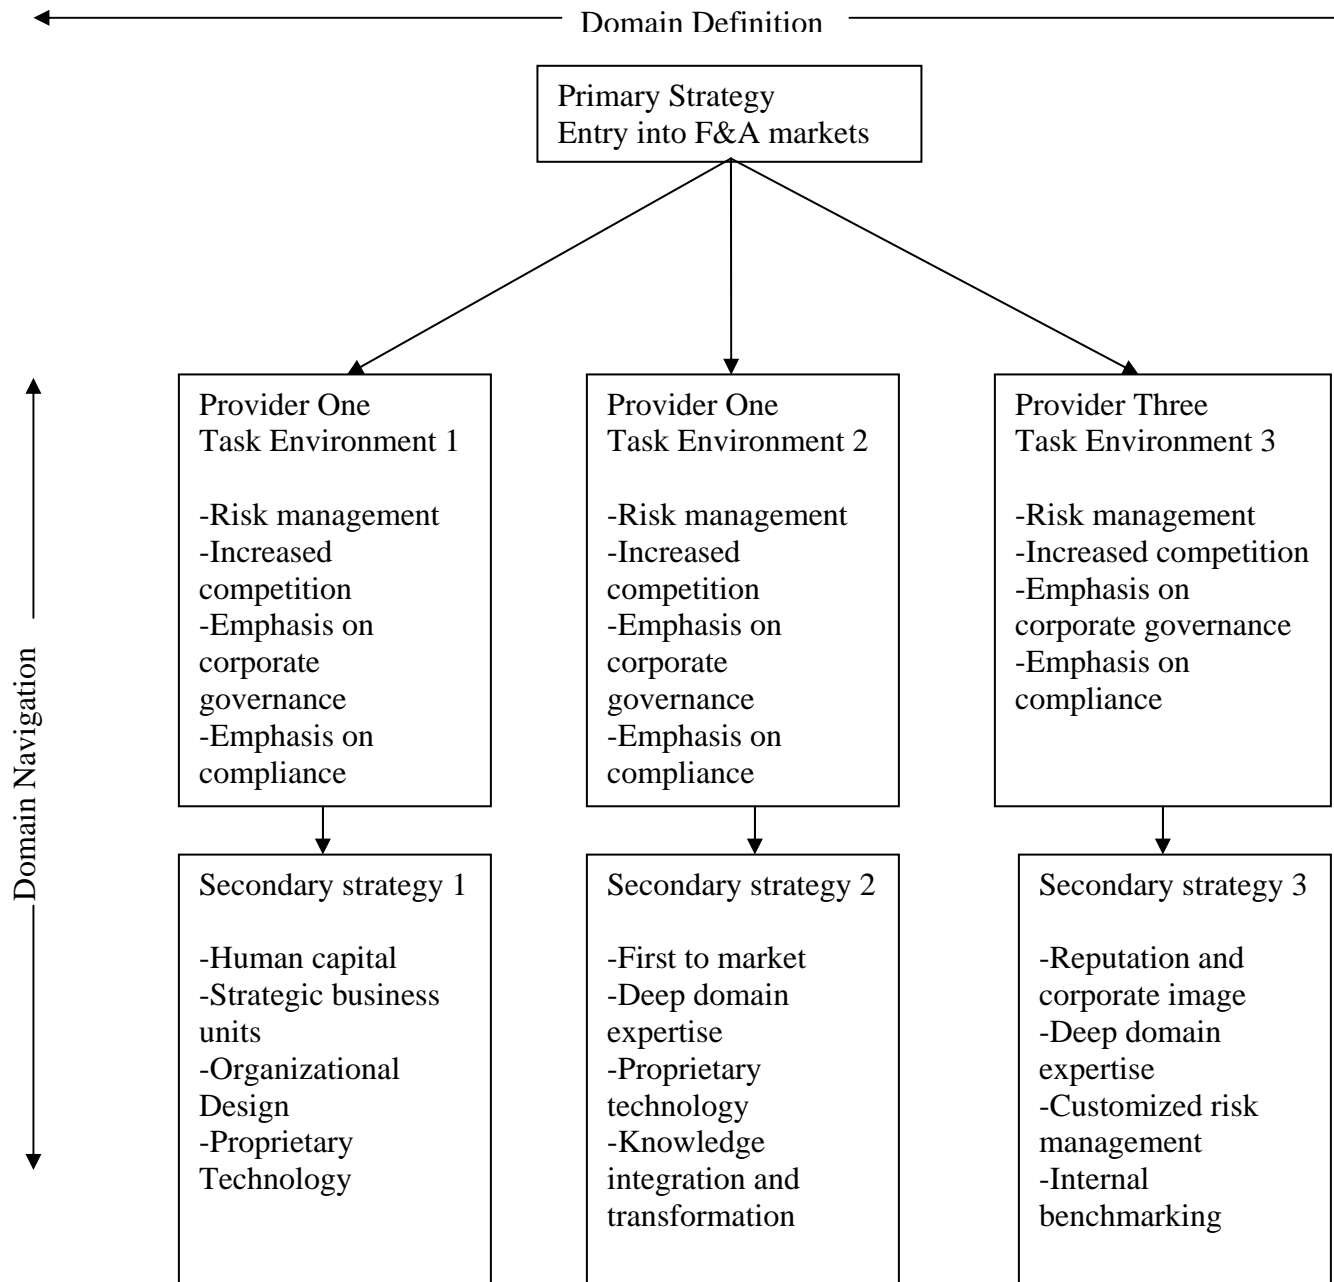 Domain Definition
Primary Strategy
Entry into F&A markets
Domain Navigation
Provider One
Task Environment 1
-Risk management
-Increased
competition
-Emphasis on
corporate
governance
-Emphasis on
compliance
Provider One
Task Environment 2
-Risk management
-Increased
competition
-Emphasis on
corporate
governance
-Emphasis on
compliance
Provider Three
Task Environment 3
-Risk management
-Increased competition
-Emphasis on
corporate governance
-Emphasis on
compliance
Secondary strategy 1
-Human capital
-Strategic business
units
-Organizational
Design
-Proprietary
Technology
Secondary strategy 2
-First to market
-Deep domain
expertise
-Proprietary
technology
-Knowledge
integration and
transformation
Secondary strategy 3
-Reputation and
corporate image
-Deep domain
expertise
-Customized risk
management
-Internal
benchmarking